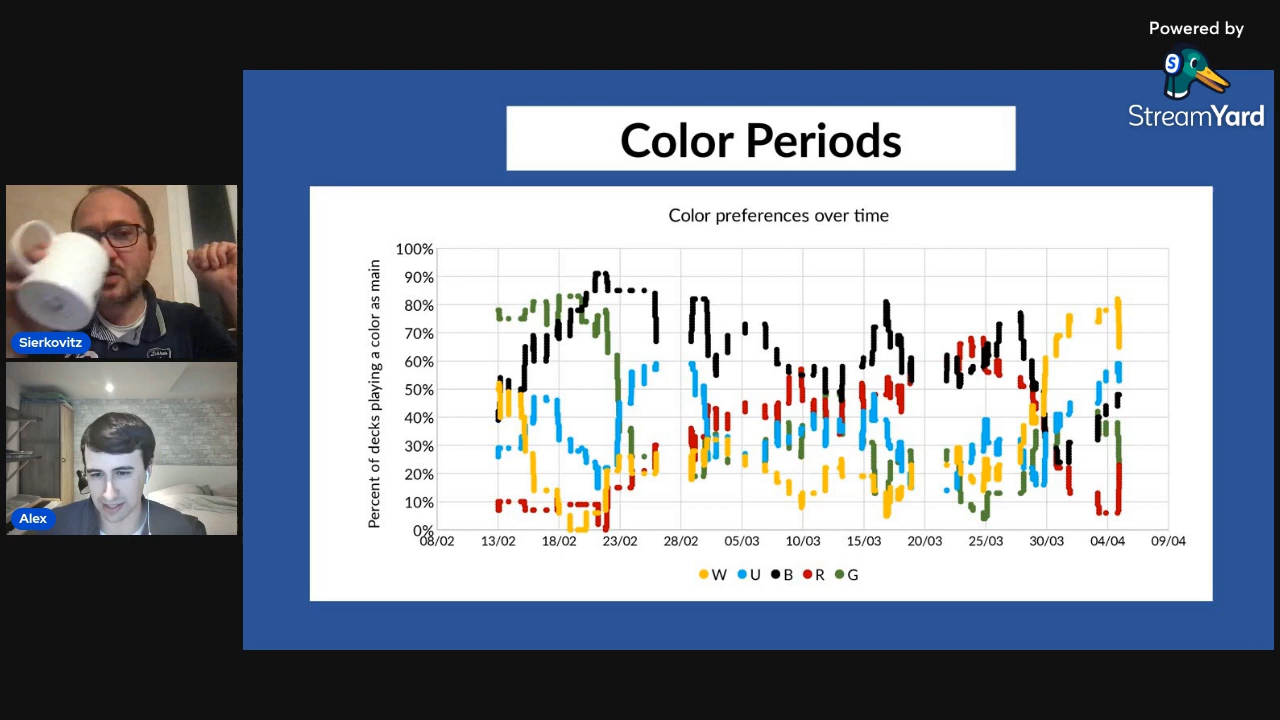 Powered by
StreamYard
Color Periods
Color preferences over time
Percent of decks playing a color as main
100%
90%
80%
70%
60%
50%
40%
30%
20%
10%
0%
08/02 13/02 18/02 23/02 28/02 05/03 10/03 15/03 20/03 25/03 30/03 04/04 09/04
W U B R G
Sierkovitz
Alex